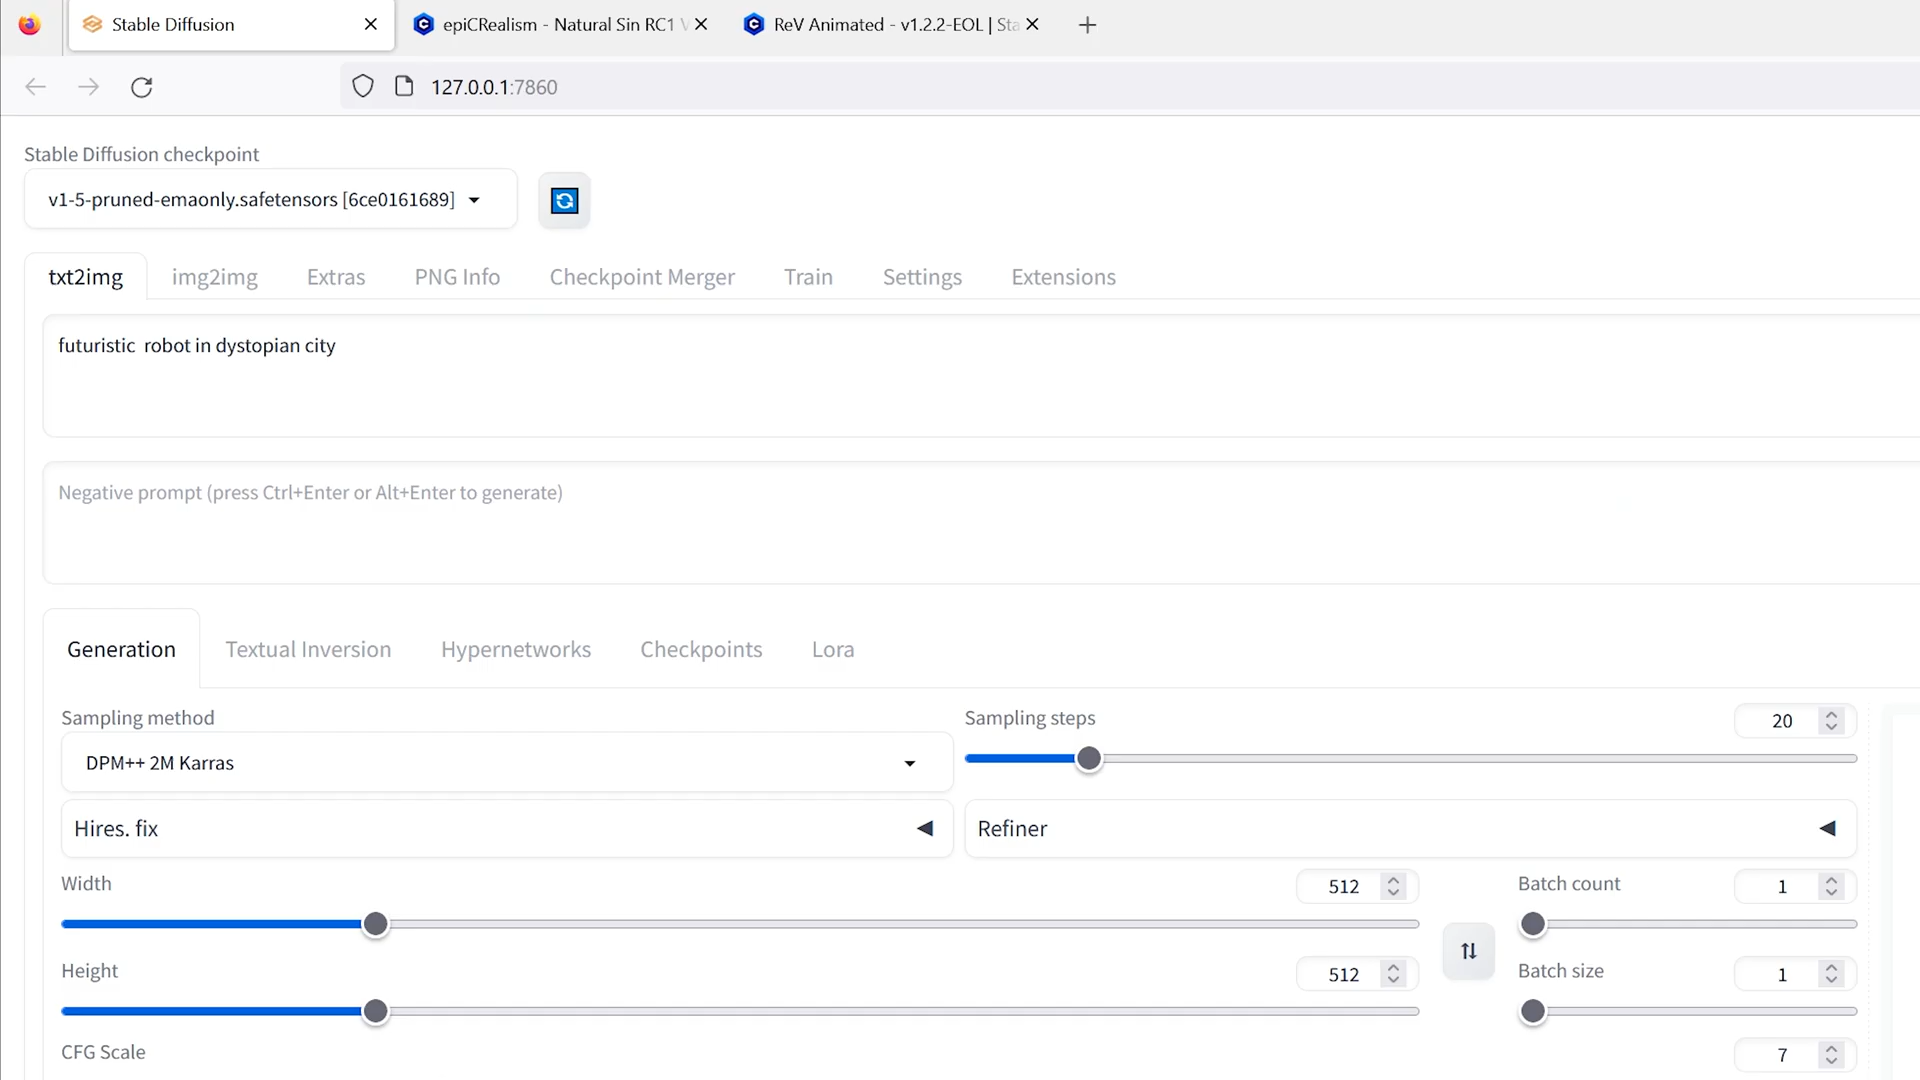 Stable Diffusion
epiCRealism - Natural Sin RC1 V
ReV Animated - v1.2.2-EOL | Sta
127.0.0.1:7860
Stable Diffusion checkpoint
v1-5-pruned-emaonly.safetensors [6ce0161689]
txt2img img2img Extras PNG Info Checkpoint Merger Train Settings Extensions
futuristic  robot in dystopian city
Negative prompt (press Ctrl+Enter or Alt+Enter to generate)
Generation Textual Inversion Hypernetworks Checkpoints Lora
Sampling method
DPM++ 2M Karras
Sampling steps
20
Hires. fix
Refiner
Width
512
Batch count
1
Height
512
Batch size
1
CFG Scale
7